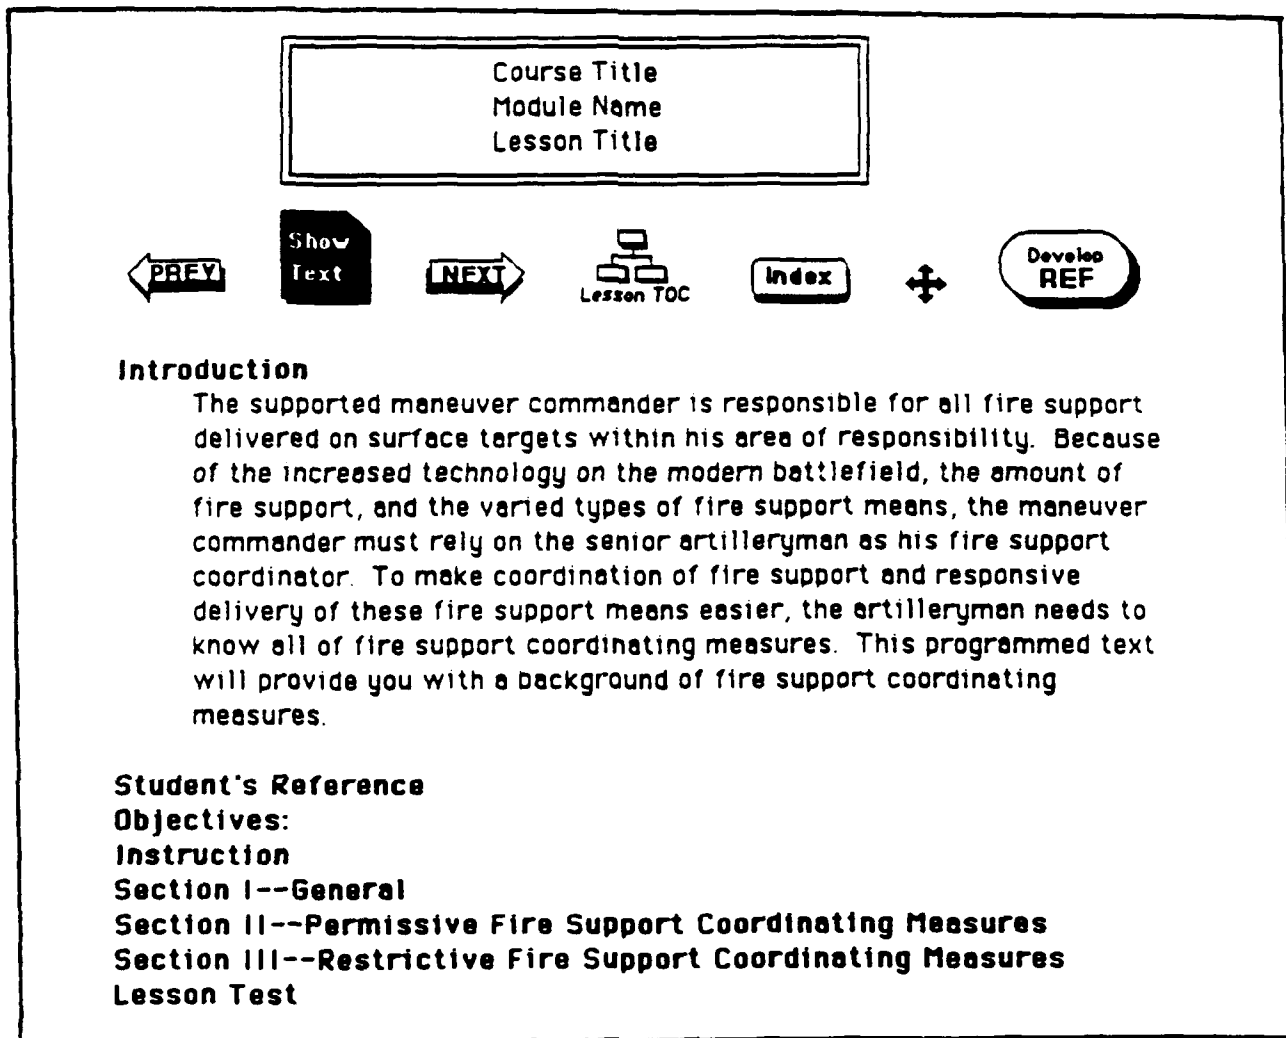 Course Title
Module Name
Lesson Title
PREV
Show
Text
NEXT
Lesson TOC
Index
Develop
REF
Introduction
The supported maneuver commander is responsible for all fire support
delivered on surface targets within his area of responsibility. Because
of the increased technology on the modern battlefield, the amount of
fire support, and the varied types of fire support means, the maneuver
commander must rely on the senior artilleryman as his fire support
coordinator. To make coordination of fire support and responsive
delivery of these fire support means easier, the artilleryman needs to
know all of fire support coordinating measures. This programmed text
will provide you with a background of fire support coordinating
measures.
Student's Reference
Objectives:
Instruction
Section I--General
Section II--Permissive Fire Support Coordinating Measures
Section III--Restrictive Fire Support Coordinating Measures
Lesson Test